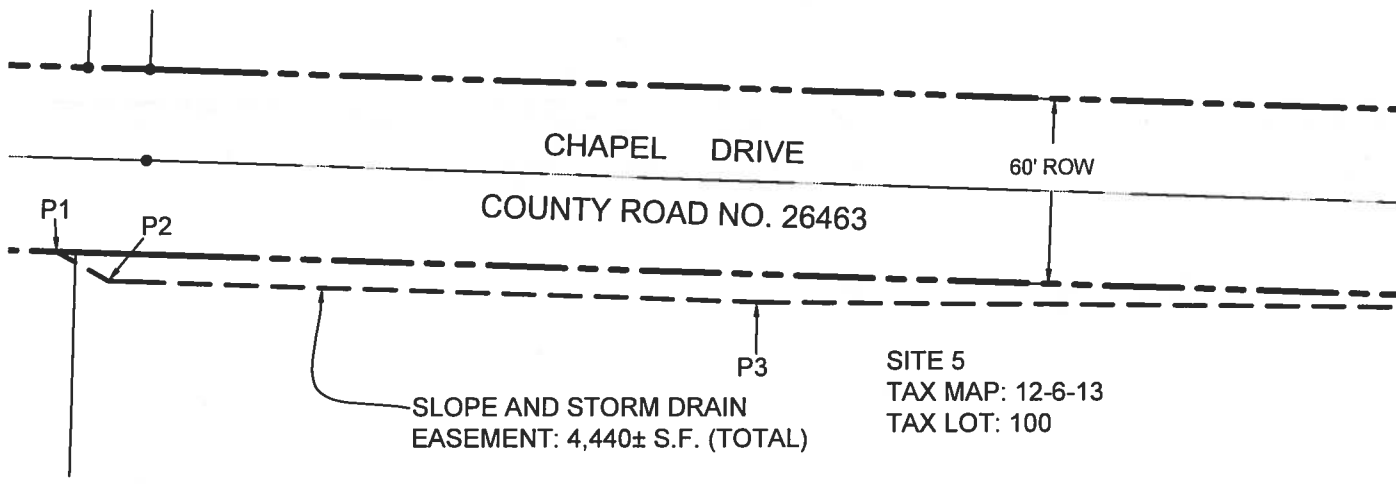 CHAPEL DRIVE
60' ROW
COUNTY ROAD NO. 26463
P1
P2
P3
SLOPE AND STORM DRAIN
EASEMENT: 4,440± S.F. (TOTAL)
SITE 5
TAX MAP: 12-6-13
TAX LOT: 100